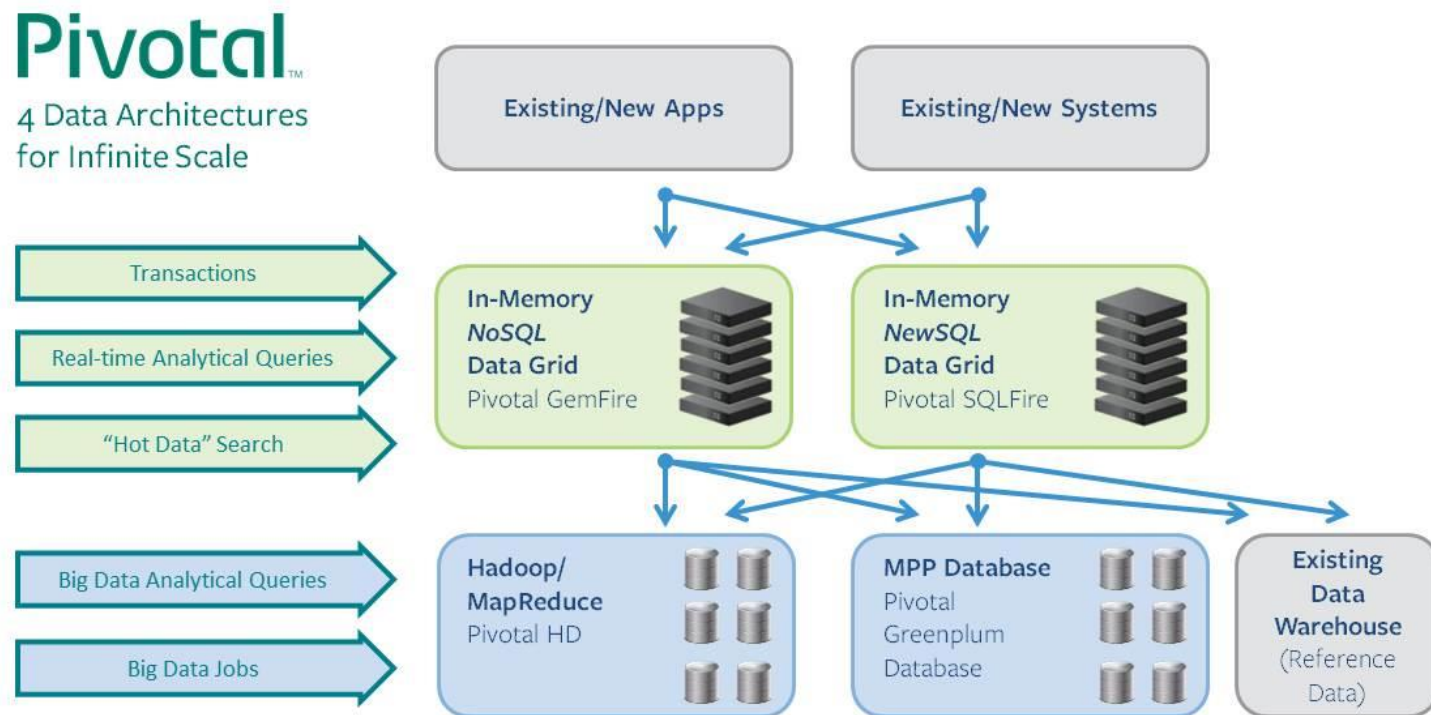 Pivotal™
4 Data Architectures
for Infinite Scale
Existing/New Apps
Existing/New Systems
Transactions
Real-time Analytical Queries
“Hot Data” Search
In-Memory
NoSQL
Data Grid
Pivotal GemFire
In-Memory
NewSQL
Data Grid
Pivotal SQLFire
Big Data Analytical Queries
Big Data Jobs
Hadoop/
MapReduce
Pivotal HD
MPP Database
Pivotal
Greenplum
Database
Existing
Data
Warehouse
(Reference
Data)